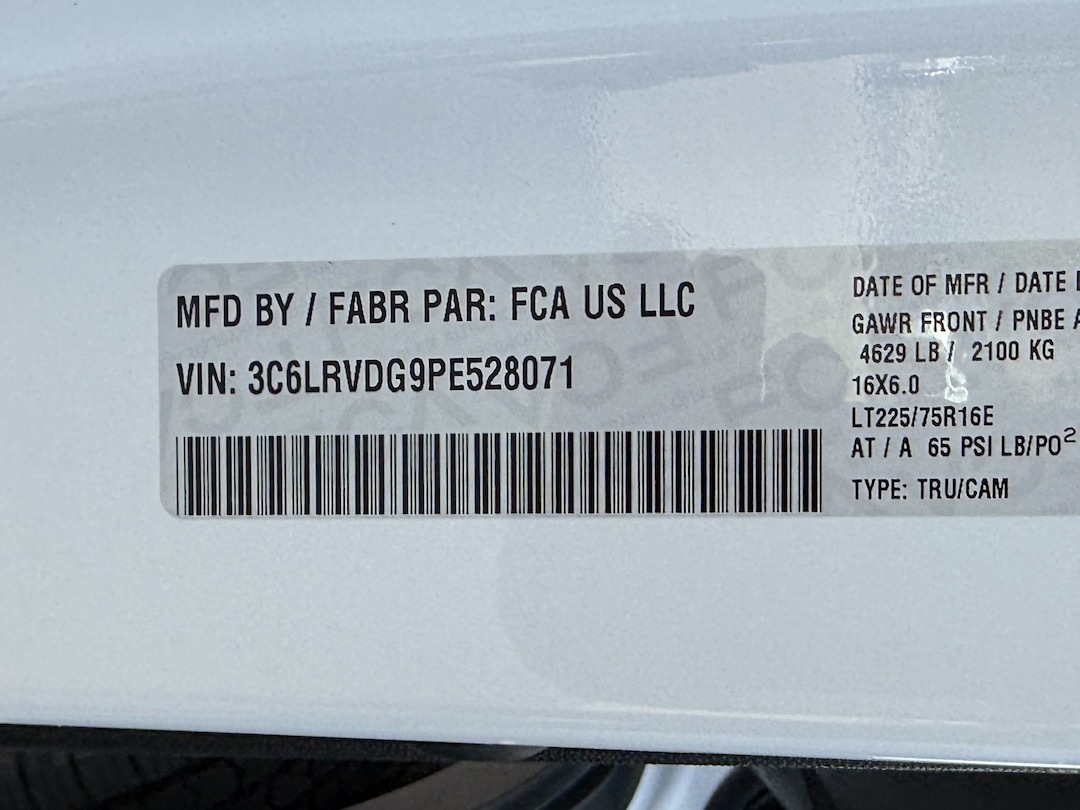 MFD BY / FABR PAR: FCA US LLC
VIN: 3C6LRVDG9PE528071
DATE OF MFR / DATE
GAWR FRONT / PNBE
4629 LB / 2100 KG
16X6.0
LT225/75R16E
AT / A 65 PSI LB/PO²
TYPE: TRU/CAM